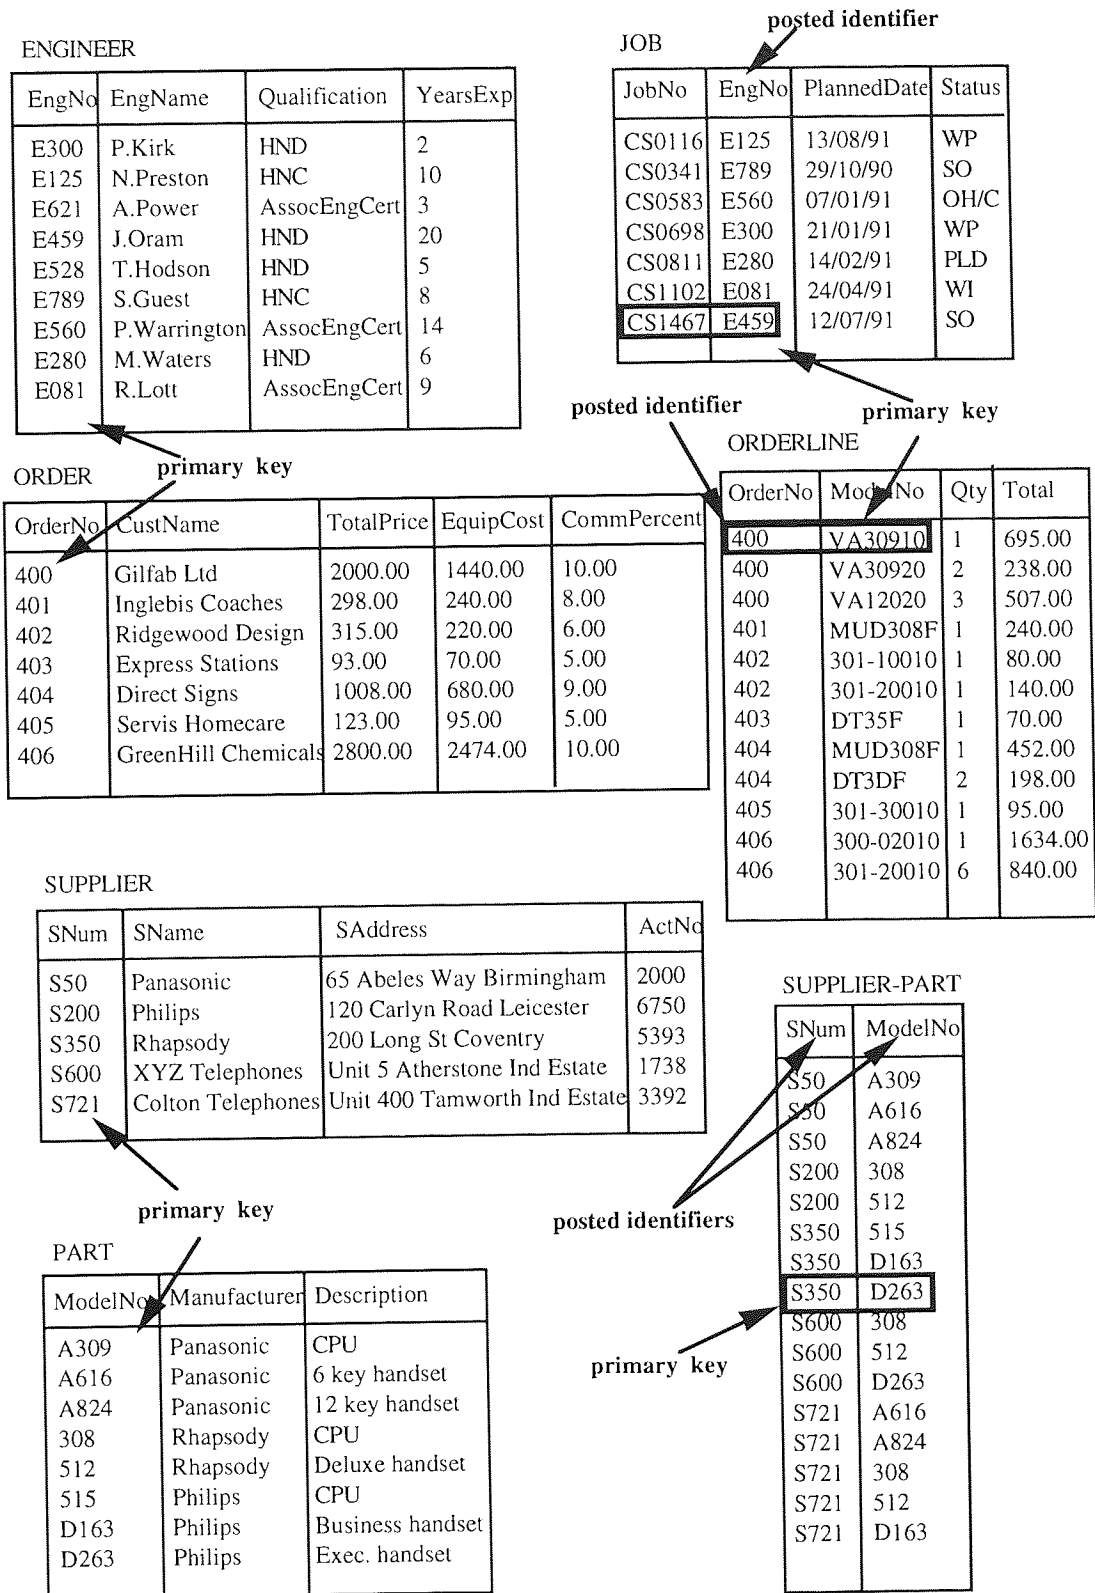 posted identifier
ENGINEER
JOB
EngNo EngName Qualification YearsExp
E300 P.Kirk HND 2
E125 N.Preston HNC 10
E621 A.Power AssocEngCert 3
E459 J.Oram HND 20
E528 T.Hodson HND 5
E789 S.Guest HNC 8
E560 P.Warrington AssocEngCert 14
E280 M.Waters HND 6
E081 R.Lott AssocEngCert 9
JobNo EngNo PlannedDate Status
CS0116 E125 13/08/91 WP
CS0341 E789 29/10/90 SO
CS0583 E560 07/01/91 OH/C
CS0698 E300 21/01/91 WP
CS0811 E280 14/02/91 PLD
CS1102 E081 24/04/91 WI
CS1467 E459 12/07/91 SO
posted identifier
primary key
primary key
ORDER
OrderNo CustName TotalPrice EquipCost CommPercent
400 Gilfab Ltd 2000.00 1440.00 10.00
401 Inglebis Coaches 298.00 240.00 8.00
402 Ridgewood Design 315.00 220.00 6.00
403 Express Stations 93.00 70.00 5.00
404 Direct Signs 1008.00 680.00 9.00
405 Servis Homecare 123.00 95.00 5.00
406 GreenHill Chemicals 2800.00 2474.00 10.00
ORDERLINE
OrderNo ModelNo Qty Total
400 VA30910 1 695.00
400 VA30920 2 238.00
400 VA12020 3 507.00
401 MUD308F 1 240.00
402 301-10010 1 80.00
402 301-20010 1 140.00
403 DT35F 1 70.00
404 MUD308F 1 452.00
404 DT3DF 2 198.00
405 301-30010 1 95.00
406 300-02010 1 1634.00
406 301-20010 6 840.00
SUPPLIER
SNum SName SAddress ActNo
S50 Panasonic 65 Abeles Way Birmingham 2000
S200 Philips 120 Carlyn Road Leicester 6750
S350 Rhapsody 200 Long St Coventry 5393
S600 XYZ Telephones Unit 5 Atherstone Ind Estate 1738
S721 Colton Telephones Unit 400 Tamworth Ind Estate 3392
primary key
posted identifiers
SUPPLIER-PART
SNum ModelNo
S50 A309
S50 A616
S50 A824
S200 308
S200 512
S350 515
S350 D163
S350 D263
S600 308
S600 512
S600 D263
S721 A616
S721 A824
S721 308
S721 512
S721 D163
primary key
PART
ModelNo Manufacturer Description
A309 Panasonic CPU
A616 Panasonic 6 key handset
A824 Panasonic 12 key handset
308 Rhapsody CPU
512 Rhapsody Deluxe handset
515 Philips CPU
D163 Philips Business handset
D263 Philips Exec. handset